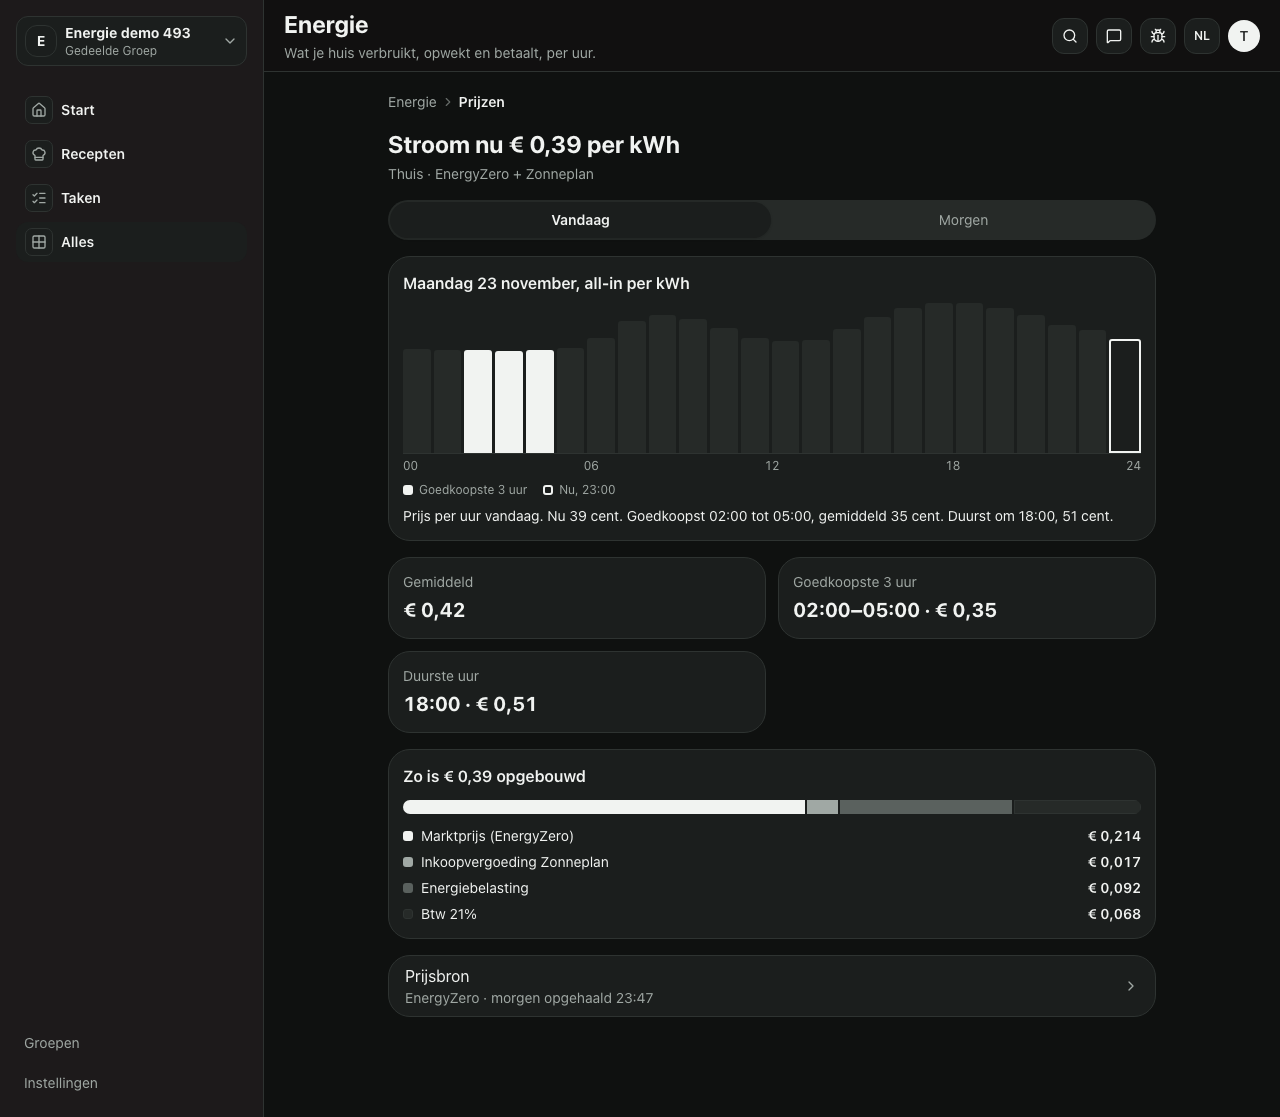 E
Energie demo 493
Gedeelde Groep
Start
Recepten
Taken
Alles
Groepen
Instellingen
Energie
Wat je huis verbruikt, opwekt en betaalt, per uur.
NL
T
Energie > Prijzen
Stroom nu € 0,39 per kWh
Thuis · EnergyZero + Zonneplan
Vandaag
Morgen
Maandag 23 november, all-in per kWh
00 06 12 18 24
Goedkoopste 3 uur Nu, 23:00
Prijs per uur vandaag. Nu 39 cent. Goedkoopst 02:00 tot 05:00, gemiddeld 35 cent. Duurst om 18:00, 51 cent.
Gemiddeld
€ 0,42
Goedkoopste 3 uur
02:00–05:00 · € 0,35
Duurste uur
18:00 · € 0,51
Zo is € 0,39 opgebouwd
Marktprijs (EnergyZero) € 0,214
Inkoopvergoeding Zonneplan € 0,017
Energiebelasting € 0,092
Btw 21% € 0,068
Prijsbron
EnergyZero · morgen opgehaald 23:47